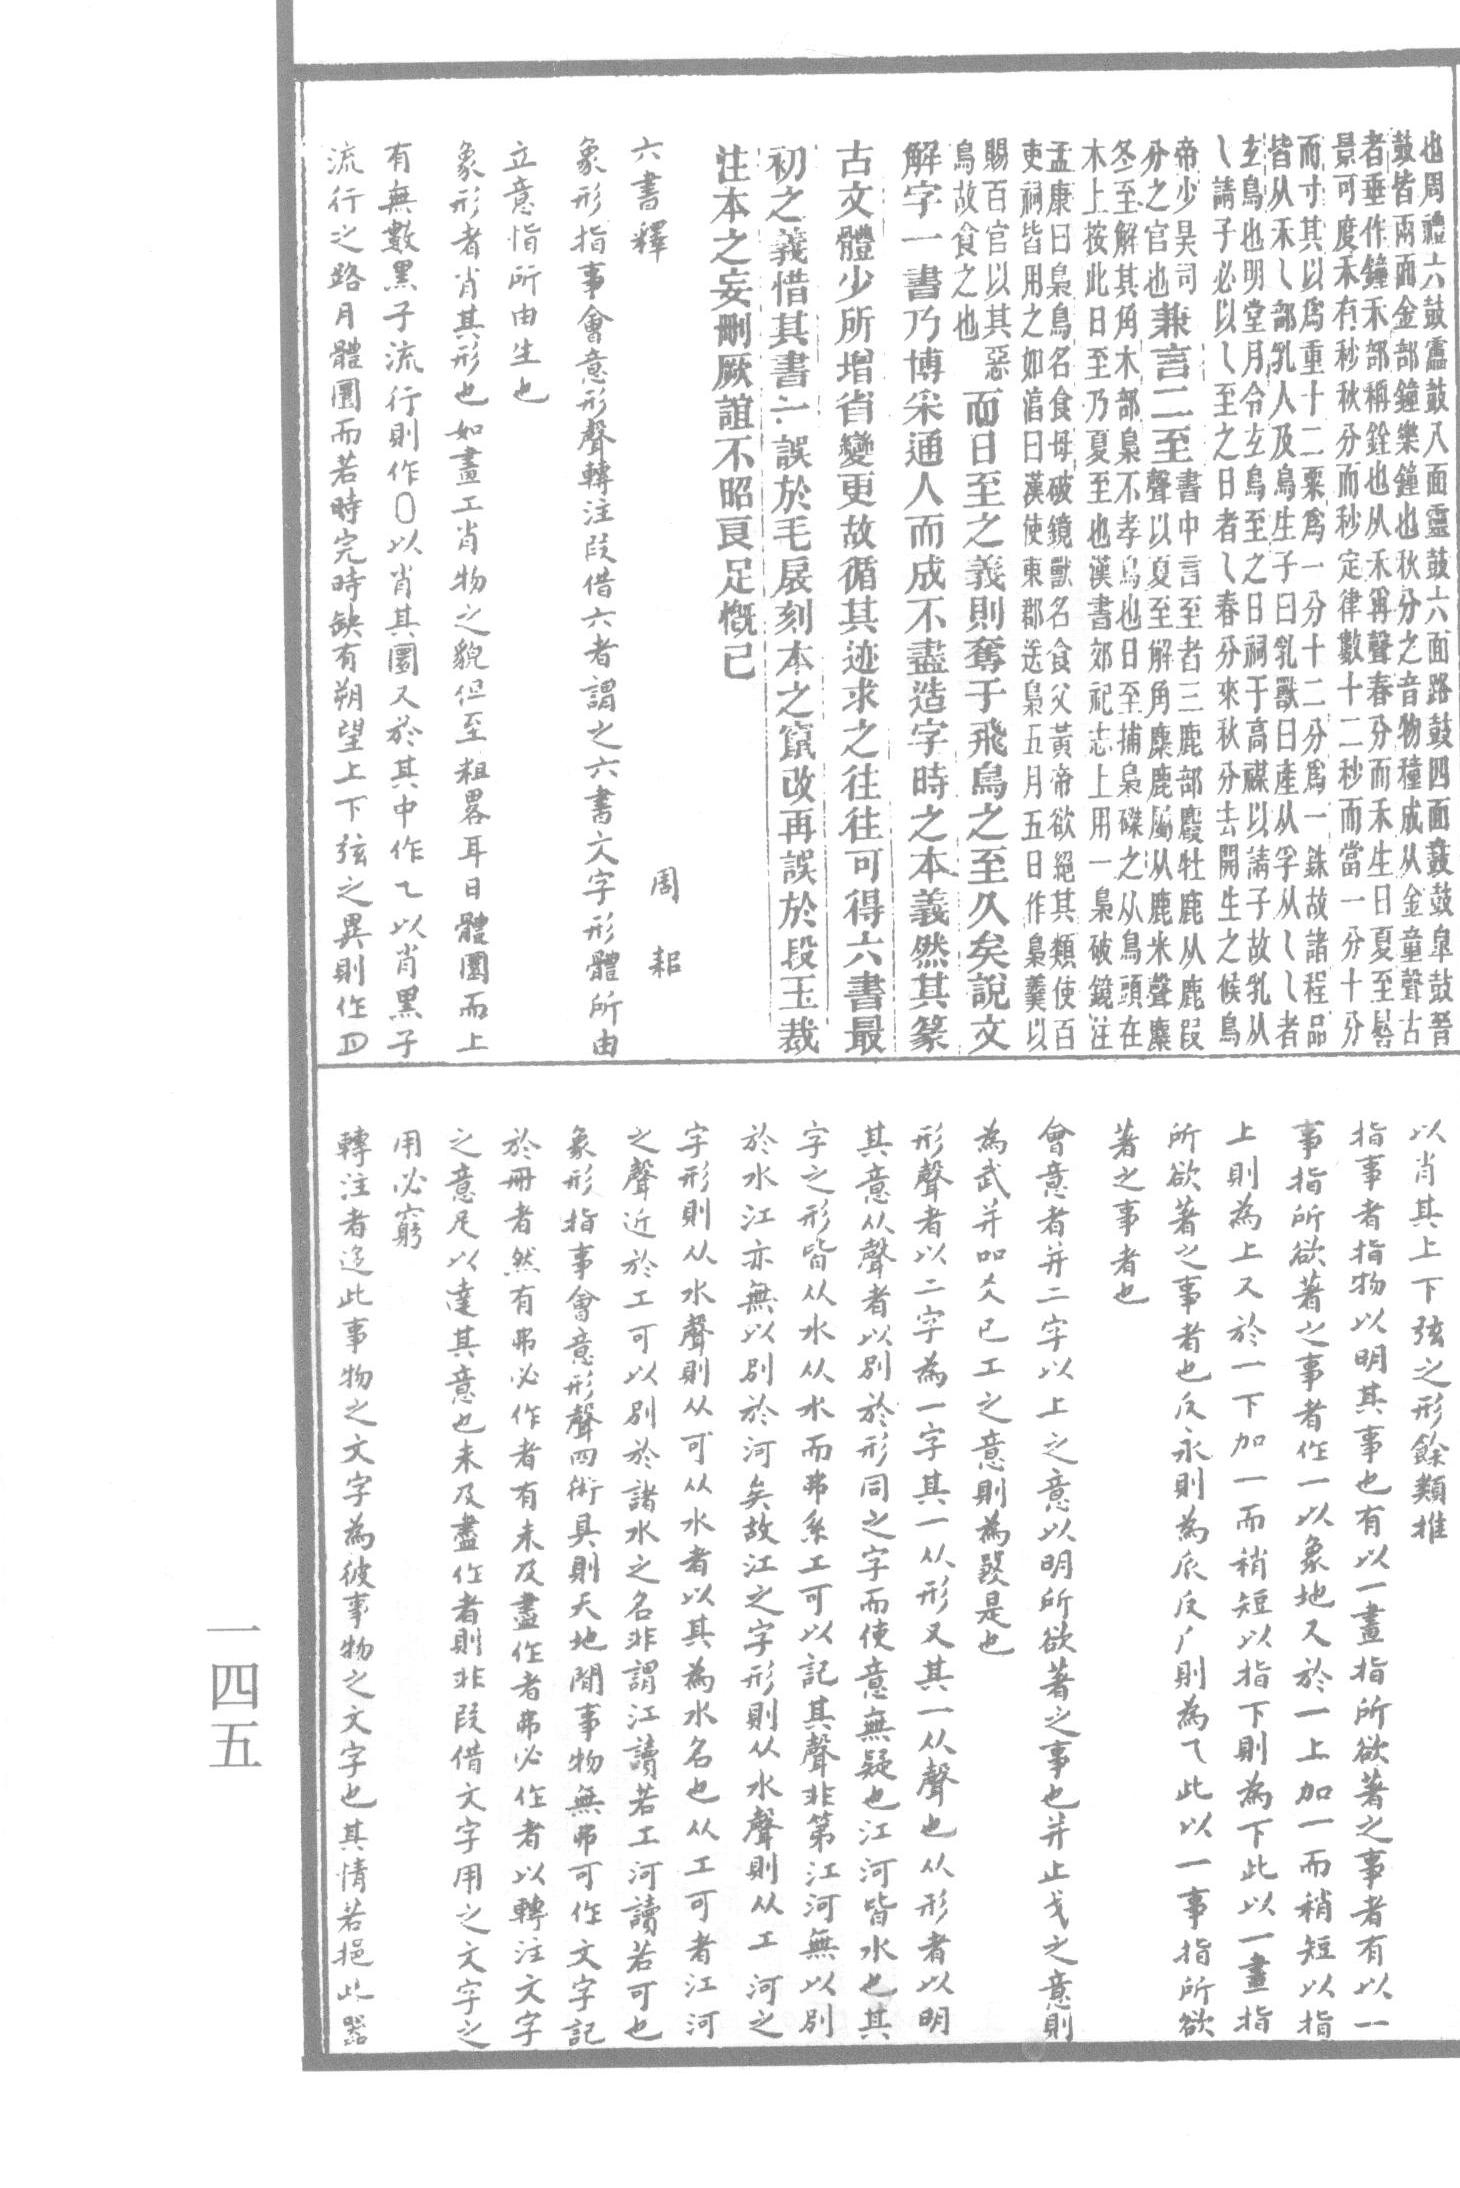 也周禮六鼓靁鼓八面靈鼓六面路鼓四面鼖鼓皐鼓晉
鼓皆兩面金部鐘樂鐘也秋分之音物種成从金童聲古
者垂作鐘禾部稱銓也从禾爯聲春分而禾生日夏至晷
景可度禾有秒秋分而秒定律數十二秒而當一分十分
而寸其以爲重十二粟爲一分十二分爲一銖故諸程品
皆从禾乚部乳人及鳥生子曰乳獸曰產从孚从乚乚者
玄鳥也明堂月令玄鳥至之日祠于高禖以請子故乳从
乚請子必以乚至之日者乚春分來秋分去開生之候鳥
帝少昊司
分之官也
兼言二至
書中言至者三鹿部麎牡鹿从鹿叚
聲以夏至解角麋鹿屬从鹿米聲麋
冬至解其角木部梟不孝鳥也日至捕梟磔之从鳥頭在
木上按此日至乃夏至也漢書郊祀志上用一梟破鏡注
孟康曰梟鳥名食母破鏡獸名食父黃帝欲絕其類使百
吏祠皆用之如湻曰漢使東郡送梟五月五日作梟羹以
賜百官以其惡
鳥故食之也
而日至之義則奪于飛鳥之至久矣說文
解字一書乃博采通人而成不盡造字時之本義然其篆
古文體少所增省變更故循其迹求之往往可得六書最
初之義惜其書一誤於毛扆刻本之竄改再誤於段玉裁
注本之妄刪厥誼不昭良足慨已
六書釋
周䎽
象形指事會意形聲轉注叚借六者謂之六書文字形體所由
立意恉所由生也
象形者肖其形也如畫工肖物之貌但至粗畧耳日體圜而上
有無數黑子流行則作〇以肖其圜又於其中作乁以肖黑子
流行之路月體圜而若時完時缺有朔望上下弦之異則作
以肖其上下弦之形餘類推
指事者指物以明其事也有以一畫指所欲著之事者有以一
事指所欲著之事者作一以象地又於一上加一而稍短以指
上則為上又於一下加一而稍短以指下則為下此以一畫指
所欲著之事者也反永則為𠂢反丿則為乁此以一事指所欲
著之事者也
會意者并二字以上之意以明所欲著之事也并止戈之意則
為武并吅爻己工之意則為是也
形聲者以二字為一字其一从形又其一从聲也从形者以明
其意从聲者以別於形同之字而使意無疑也江河皆水也其
字之形皆从水从水而弗系工可以記其聲非第江河無以別
於水江亦無以別於河矣故江之字形則从水聲則从工河之
字形則从水聲則从可从水者以其為水名也从工可者江河
之聲近於工可以別於諸水之名非謂江讀若工河讀若可也
象形指事會意形聲四術具則天地閒事物無弗可作文字記
於冊者然有弗必作者有未及盡作者弗必作者以轉注文字
之意足以達其意也未及盡作者則非叚借文字用之文字之
用必窮
轉注者迻此事物之文字為彼事物之文字也其情若挹此器
一四五